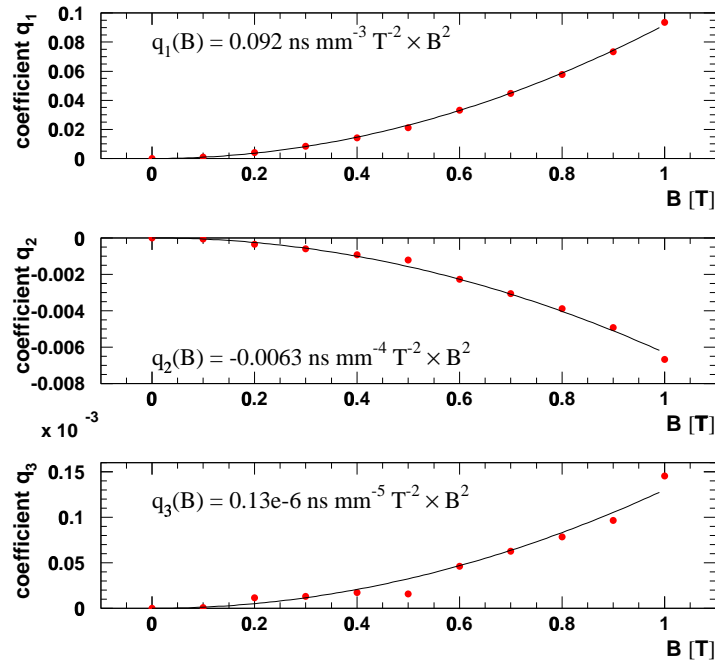 coefficient q₁
0.1
0.08
0.06
0.04
0.02
0
q₁(B) = 0.092 ns mm⁻³ T⁻² × B²
0 0.2 0.4 0.6 0.8 1
B [T]
coefficient q₂
0
-0.002
-0.004
-0.006
-0.008
q₂(B) = -0.0063 ns mm⁻⁴ T⁻² × B²
0 0.2 0.4 0.6 0.8 1
B [T]
x 10⁻³
coefficient q₃
0.15
0.1
0.05
0
q₃(B) = 0.13e-6 ns mm⁻⁵ T⁻² × B²
0 0.2 0.4 0.6 0.8 1
B [T]